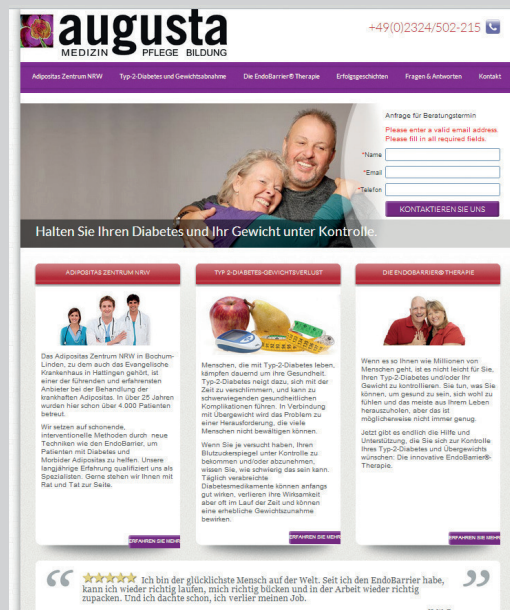 augusta
MEDIZIN PFLEGE BILDUNG
+49(0)2324/502-215
Adipositas Zentrum NRW Typ-2-Diabetes und Gewichtsabnahme Die EndoBarrier® Therapie Erfolgsgeschichten Fragen & Antworten Kontakt
Anfrage für Beratungstermin
Please enter a valid email address.
Please fill in all required fields.
*Name
*Email
*Telefon
KONTAKTIEREN SIE UNS
Halten Sie Ihren Diabetes und Ihr Gewicht unter Kontrolle.
ADIPOSITAS ZENTRUM NRW
Das Adipositas Zentrum NRW in Bochum-
Linden, zu dem auch das Evangelische
Krankenhaus in Hattingen gehört, ist
einer der führenden und erfahrensten
Anbieter bei der Behandlung der
krankhaften Adipositas. In über 25 Jahren
wurden hier schon über 4.000 Patienten
betreut.
Wir setzen auf schonende,
interventionelle Methoden durch neue
Techniken wie den EndoBarrier, um
Patienten mit Diabetes und
Morbider Adipositas zu helfen. Unsere
langjährige Erfahrung qualifiziert uns als
Spezialisten. Gerne stehen wir Ihnen mit
Rat und Tat zur Seite.
ERFAHREN SIE MEHR
TYP 2-DIABETES-GEWICHTSVERLUST
Menschen, die mit Typ-2-Diabetes leben,
kämpfen dauernd um ihre Gesundheit.
Typ-2-Diabetes neigt dazu, sich mit der
Zeit zu verschlimmern, und kann zu
schwerwiegenden gesundheitlichen
Komplikationen führen. In Verbindung
mit Übergewicht wird das Problem zu
einer Herausforderung, die viele
Menschen nicht bewältigen können.
Wenn Sie je versucht haben, Ihren
Blutzuckerspiegel unter Kontrolle zu
bekommen und/oder abzunehmen,
wissen Sie, wie schwierig das sein kann.
Täglich verabreichte
Diabetesmedikamente können anfangs
gut wirken, verlieren ihre Wirksamkeit
aber oft im Lauf der Zeit und können
eine erhebliche Gewichtszunahme
bewirken.
ERFAHREN SIE MEHR
DIE ENDOBARRIER® THERAPIE
Wenn es so Ihnen wie Millionen von
Menschen geht, ist es nicht leicht für Sie,
Ihren Typ-2-Diabetes und/oder Ihr
Gewicht zu kontrollieren. Sie tun, was Sie
können, um gesund zu sein, sich wohl zu
fühlen und das meiste aus Ihrem Leben
herauszuholen, aber das ist
möglicherweise nicht immer genug.
Jetzt gibt es endlich die Hilfe und
Unterstützung, die Sie sich zur Kontrolle
Ihres Typ-2-Diabetes und Übergewichts
wünschen: Die innovative EndoBarrier®-
Therapie.
ERFAHREN SIE MEHR
Ich bin der glücklichste Mensch auf der Welt. Seit ich den EndoBarrier habe,
kann ich wieder richtig laufen, mich richtig bücken und in der Arbeit wieder richtig
zupacken. Und ich dachte schon, ich verlier meinen Job.